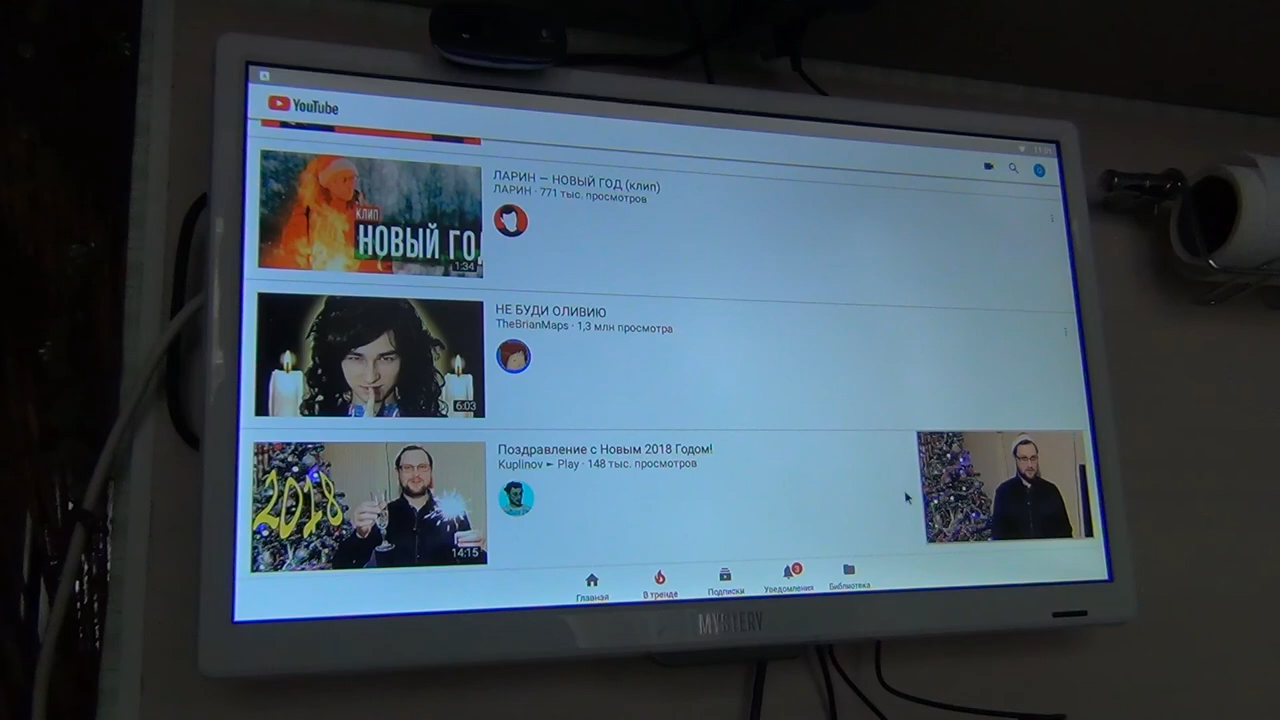 YouTube
ЛАРИН — НОВЫЙ ГОД (клип)
ЛАРИН · 771 тыс. просмотров
КЛИП
НОВЫЙ ГО
1:34
НЕ БУДИ ОЛИВИЮ
TheBrianMaps · 1,3 млн просмотра
6:03
Поздравление с Новым 2018 Годом!
Kuplinov ► Play · 148 тыс. просмотров
2018
14:15
Главная
В тренде
Подписки
3
Уведомления
Библиотека
MYSTERY